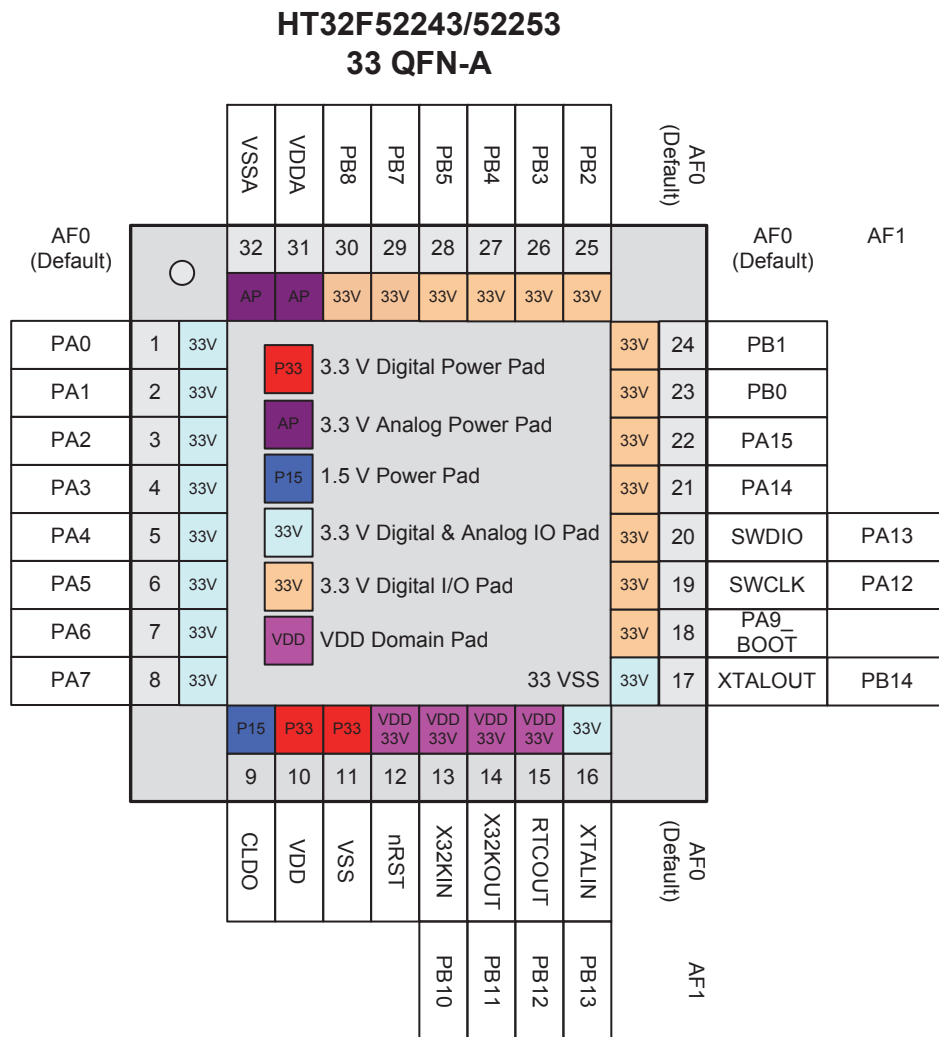 HT32F52243/52253
33 QFN-A
VSSA VDDA PB8 PB7 PB5 PB4 PB3 PB2 AF0 (Default)
AF0
(Default)
32 31 30 29 28 27 26 25
AF0
(Default)
AF1
AP AP 33V 33V 33V 33V 33V 33V
PA0 1 33V
33V 24 PB1
PA1 2 33V
33V 23 PB0
PA2 3 33V
33V 22 PA15
PA3 4 33V
33V 21 PA14
PA4 5 33V
33V 20 SWDIO PA13
PA5 6 33V
33V 19 SWCLK PA12
PA6 7 33V
33V 18 PA9_
BOOT
PA7 8 33V
33V 17 XTALOUT PB14
P33 3.3 V Digital Power Pad
AP 3.3 V Analog Power Pad
P15 1.5 V Power Pad
33V 3.3 V Digital & Analog IO Pad
33V 3.3 V Digital I/O Pad
VDD VDD Domain Pad
33 VSS
P15 P33 P33 VDD 33V VDD 33V VDD 33V VDD 33V 33V
9 10 11 12 13 14 15 16
CLDO VDD VSS nRST X32KIN X32KOUT RTCOUT XTALIN AF0 (Default)
PB10 PB11 PB12 PB13 AF1